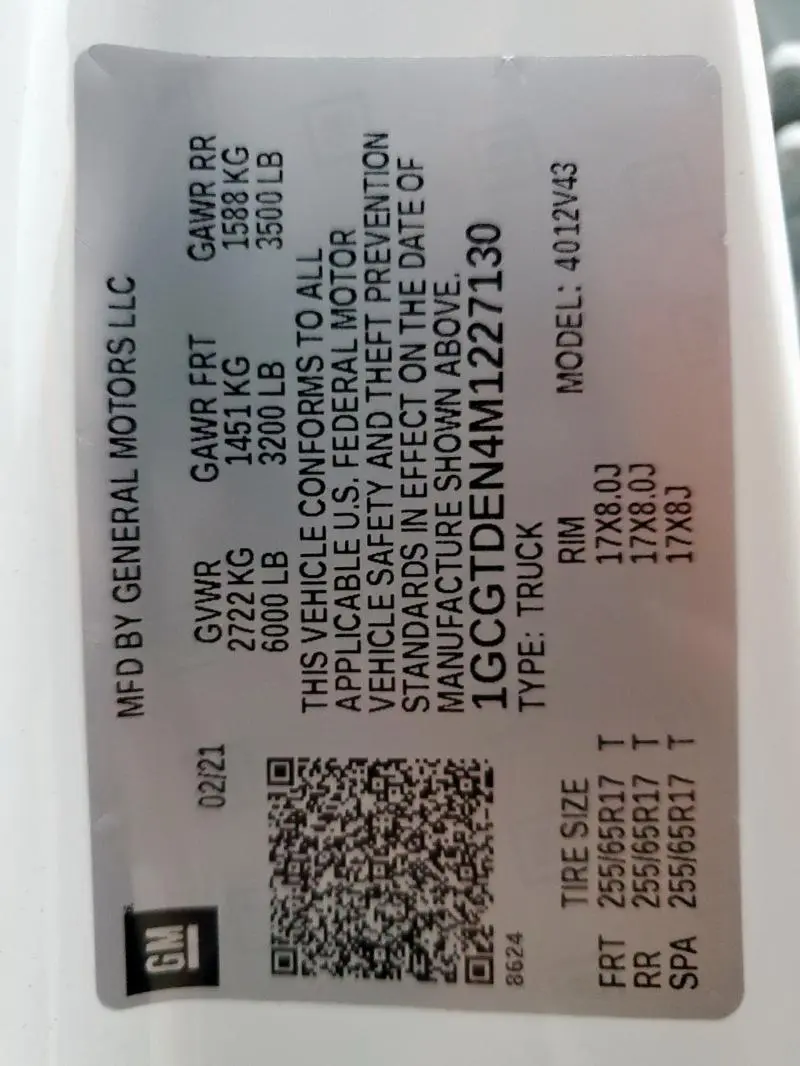 GM
MFD BY GENERAL MOTORS LLC
02/21
GVWR GAWR FRT GAWR RR
2722 KG 1451 KG 1588 KG
6000 LB 3200 LB 3500 LB
THIS VEHICLE CONFORMS TO ALL
APPLICABLE U.S. FEDERAL MOTOR
VEHICLE SAFETY AND THEFT PREVENTION
STANDARDS IN EFFECT ON THE DATE OF
MANUFACTURE SHOWN ABOVE.
1GCGTDEN4M1227130
8624
TYPE: TRUCK
TIRE SIZE RIM MODEL: 4012V43
FRT 255/65R17 T 17X8.0J
RR 255/65R17 T 17X8.0J
SPA 255/65R17 T 17X8J